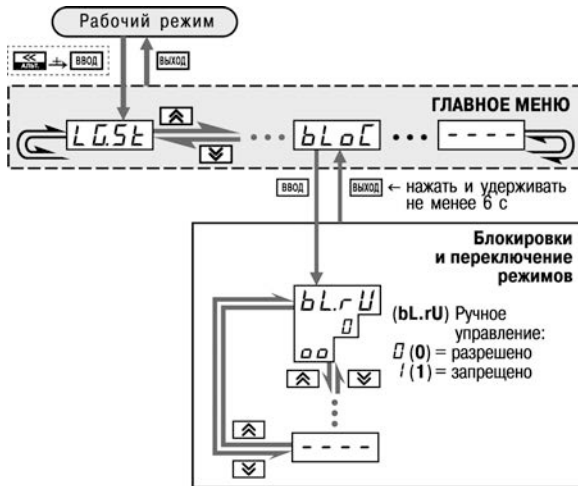 Рабочий режим
<< АЛЬТ. ВВОД ВЫХОД
ГЛАВНОЕ МЕНЮ
LG.St ... bLoC ... ----
ВВОД ВЫХОД ← нажать и удерживать
не менее 6 с
Блокировки
и переключение
режимов
bL.rU
0
oo
(bL.rU) Ручное
управление:
0 (0) = разрешено
1 (1) = запрещено
----